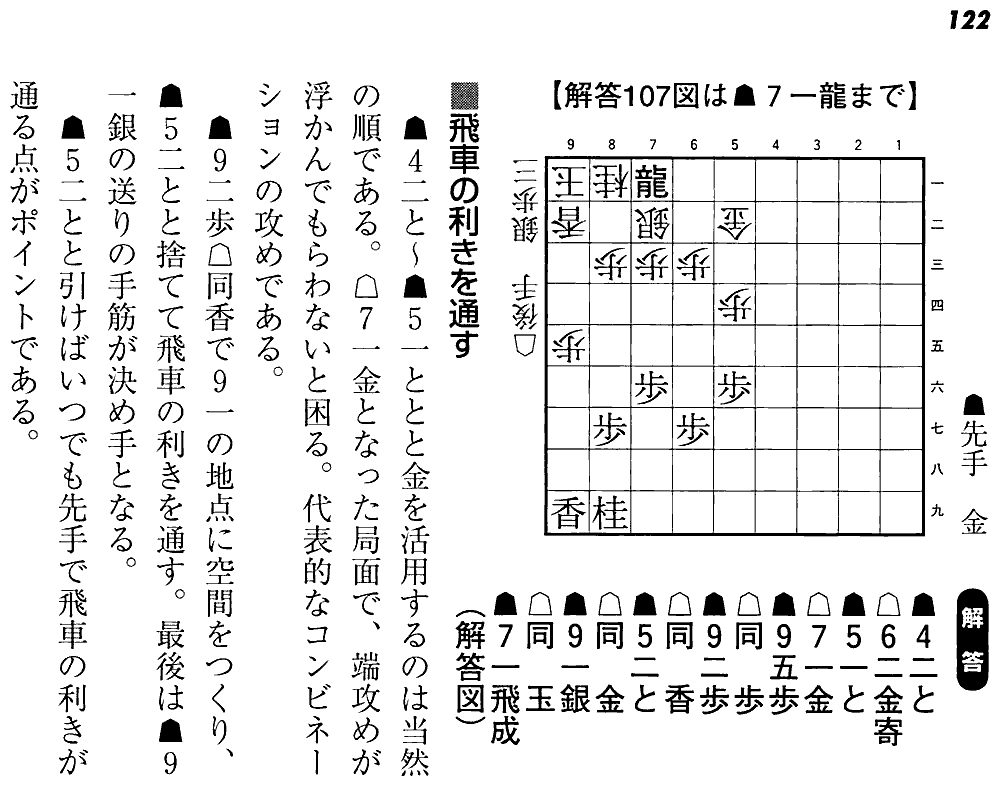 122
【解答107図は☗7一龍まで】
9 8 7 6 5 4 3 2 1
王 桂 龍 一
香 銀 金 二
歩 歩 歩 三
歩 四
歩 五
歩 歩 六
歩 歩 七
八
香 桂 九
☗先手 金
☖後手 銀歩三
解答
☗4二と
☖6二金寄
☗5一と
☖7一金
☗9五歩
☖同 歩
☗9二歩
☖同 香
☗5二と
☖同 金
☗9一銀
☖同 玉
☗7一飛成
(解答図)
■飛車の利きを通す
☗4二と〜☗5一ととと金を活用するのは当然
の順である。☖7一金となった局面で、端攻めが
浮かんでもらわないと困る。代表的なコンビネー
ションの攻めである。
☗9二歩☖同香で9一の地点に空間をつくり、
☗5二とと捨てて飛車の利きを通す。最後は☗9
一銀の送りの手筋が決め手となる。
☗5二とと引けばいつでも先手で飛車の利きが
通る点がポイントである。